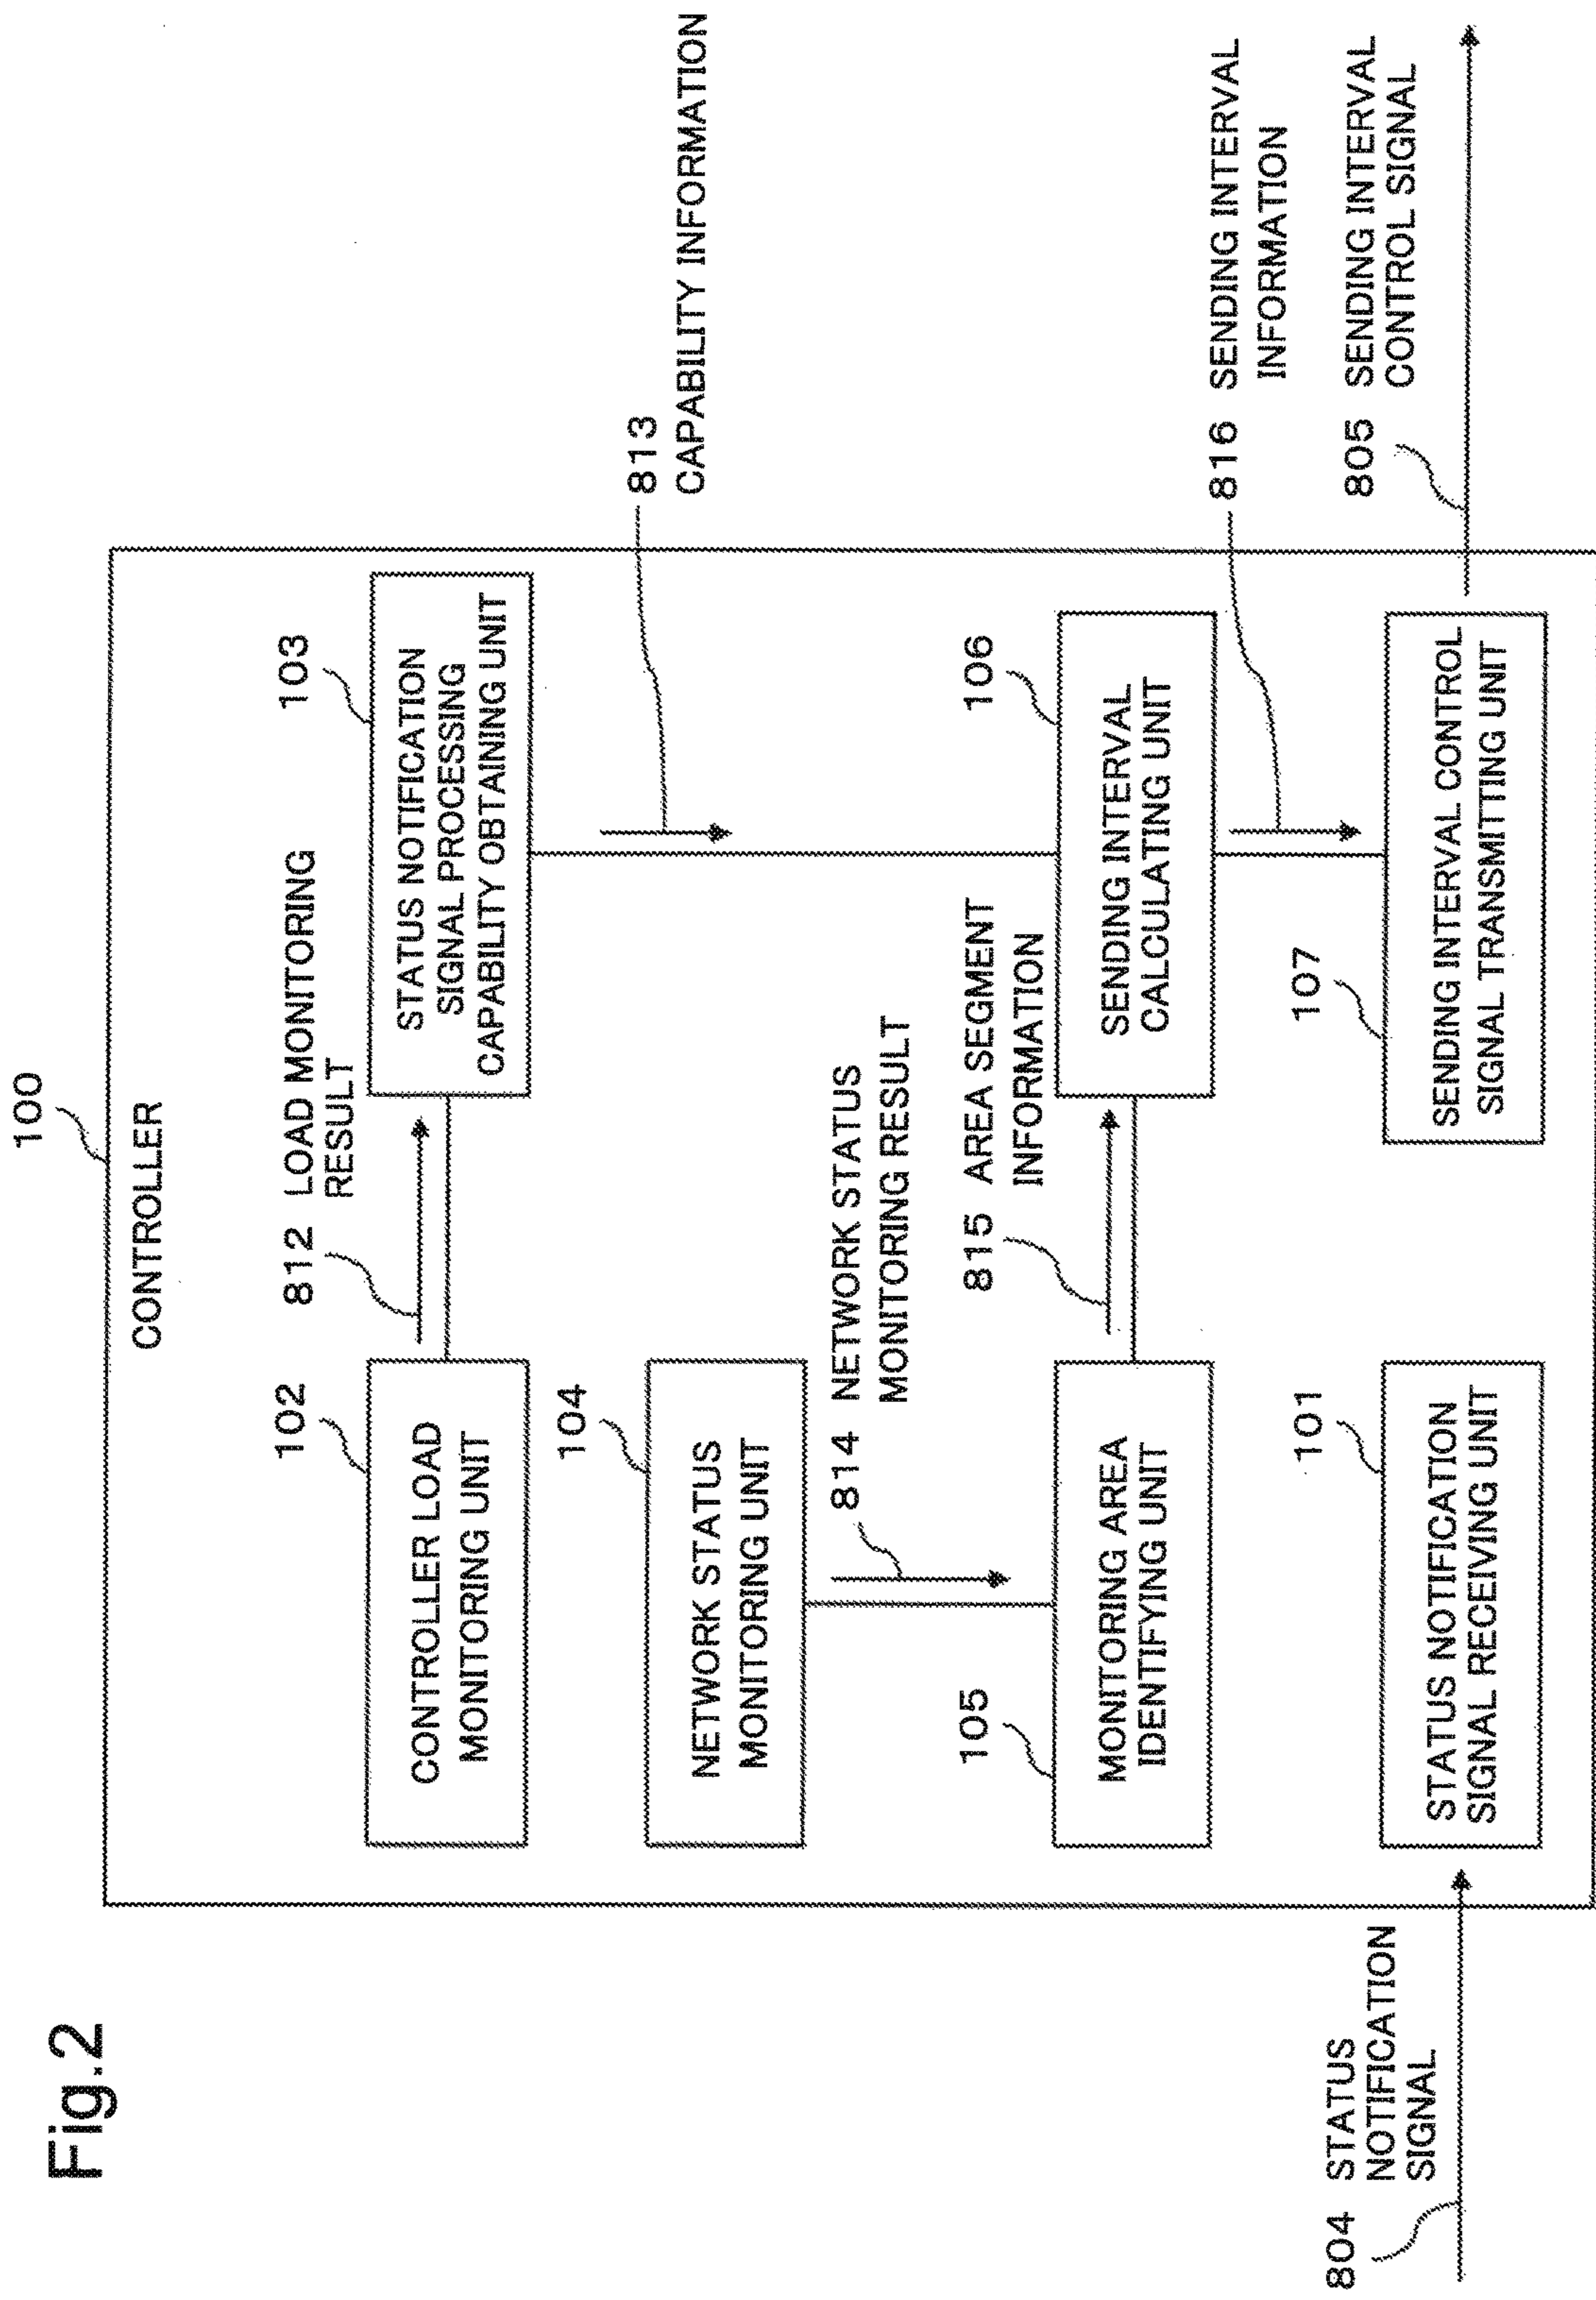 Fig.2
100
CONTROLLER
812 LOAD MONITORING
RESULT
102
CONTROLLER LOAD
MONITORING UNIT
103
STATUS NOTIFICATION
SIGNAL PROCESSING
CAPABILITY OBTAINING UNIT
813
CAPABILITY INFORMATION
104
NETWORK STATUS
MONITORING UNIT
814 NETWORK STATUS
MONITORING RESULT
815 AREA SEGMENT
INFORMATION
105
MONITORING AREA
IDENTIFYING UNIT
106
SENDING INTERVAL
CALCULATING UNIT
816 SENDING INTERVAL
INFORMATION
101
STATUS NOTIFICATION
SIGNAL RECEIVING UNIT
107
SENDING INTERVAL CONTROL
SIGNAL TRANSMITTING UNIT
805 SENDING INTERVAL
CONTROL SIGNAL
804 STATUS
NOTIFICATION
SIGNAL